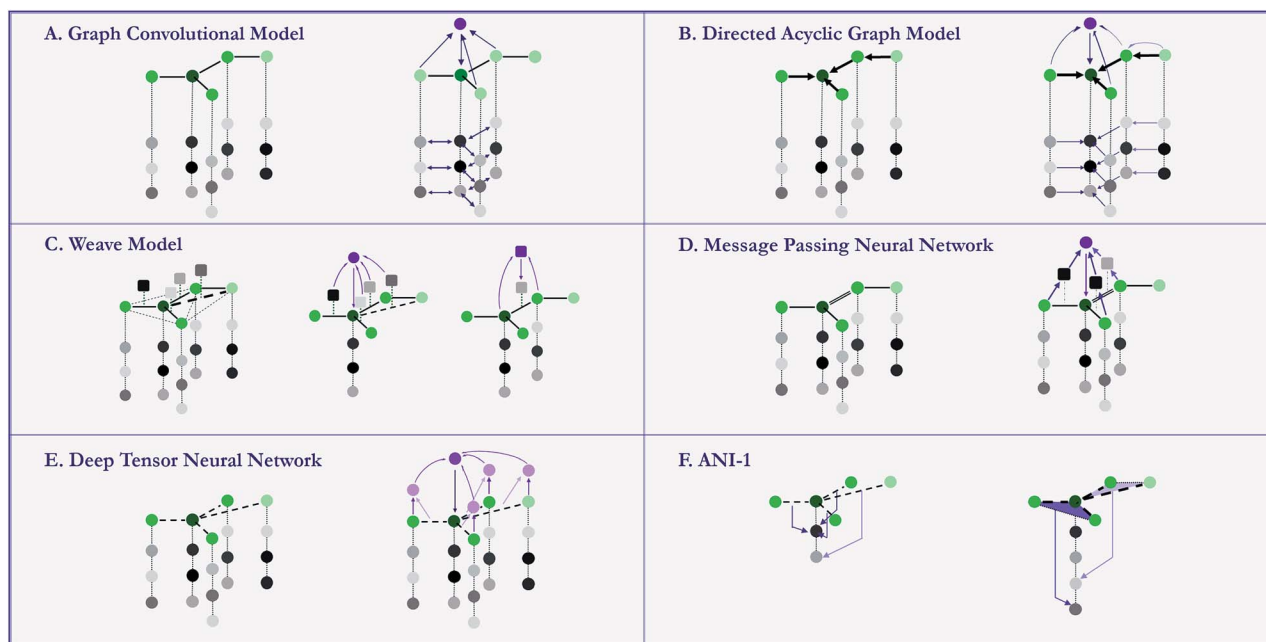 A. Graph Convolutional Model
B. Directed Acyclic Graph Model
C. Weave Model
D. Message Passing Neural Network
E. Deep Tensor Neural Network
F. ANI-1